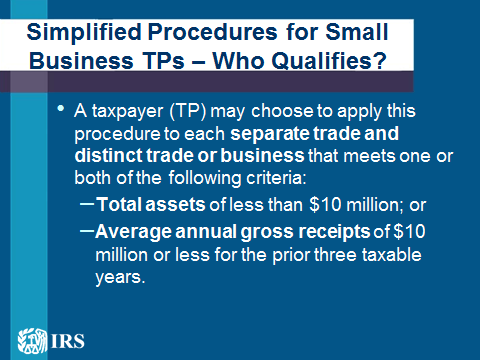 Simplified Procedures for Small
Business TPs – Who Qualifies?
• A taxpayer (TP) may choose to apply this
procedure to each separate trade and
distinct trade or business that meets one or
both of the following criteria:
–Total assets of less than $10 million; or
–Average annual gross receipts of $10
million or less for the prior three taxable
years.
IRS